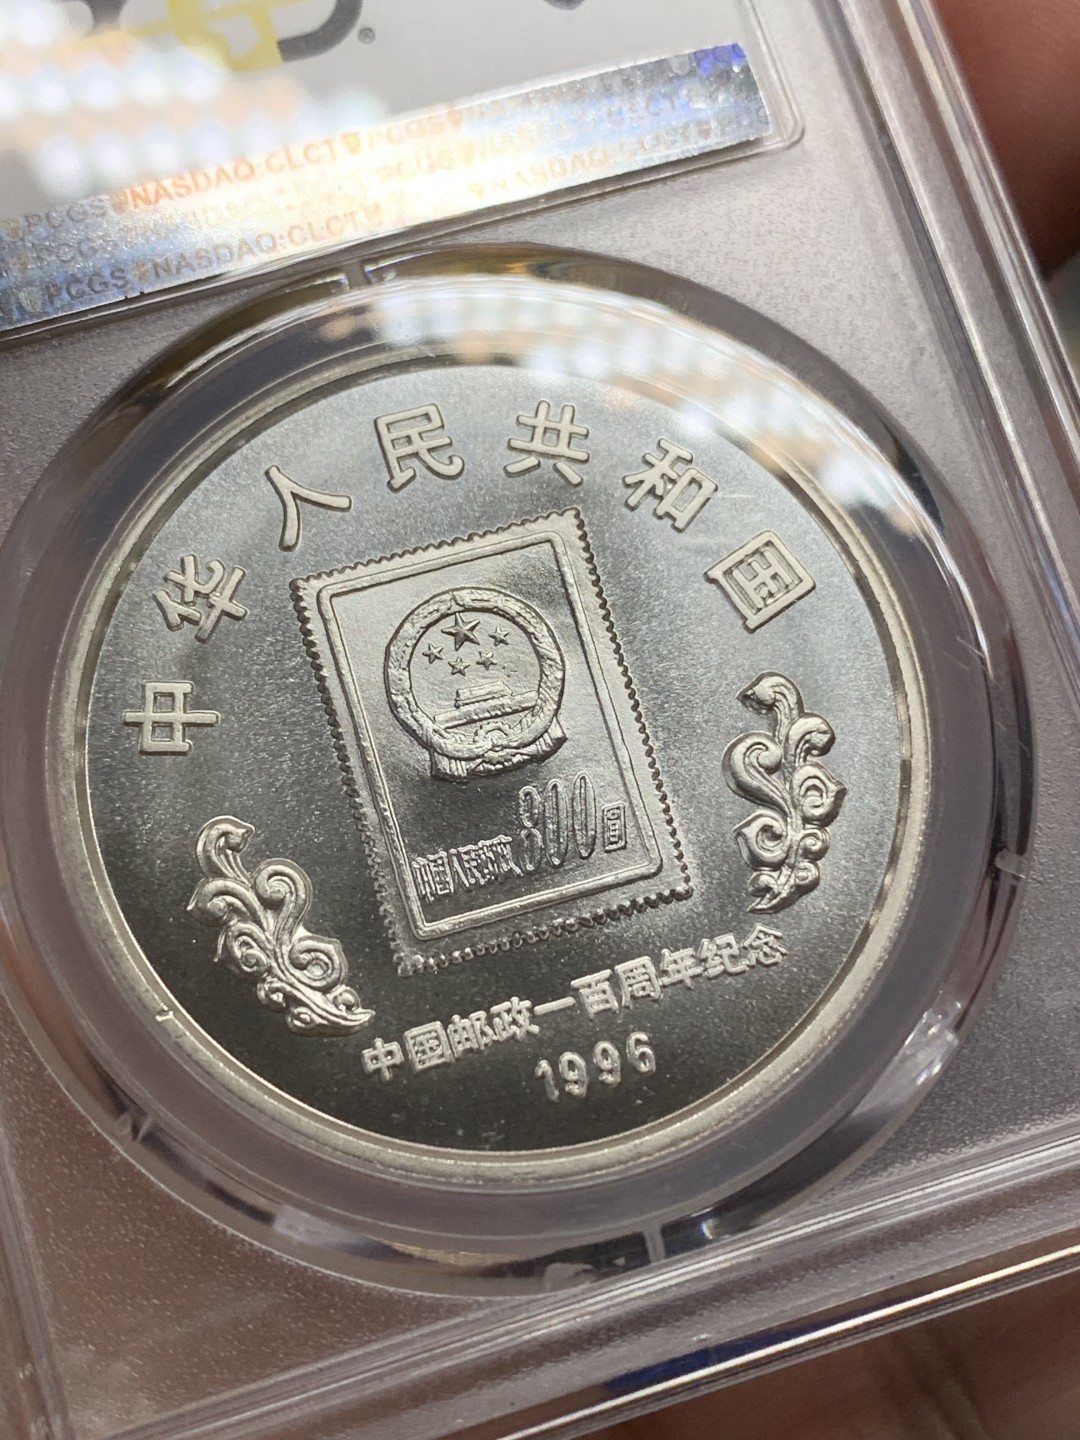 PCGS NASDAQ:CLCT PCGS
PCGS
PCGS NASDAQ:CLCT NASDAQ
中华人民共和国
中国人民邮政 800圆
中国邮政一百周年纪念
1996